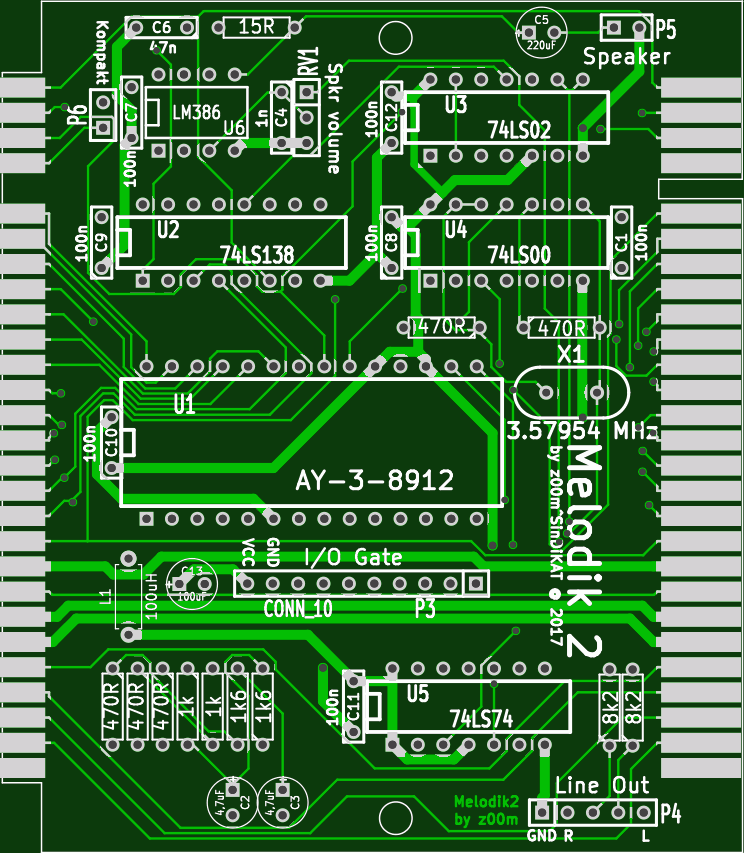 C6
4.7n
15R
C5
220uF
P5
Speaker
Kompakt
P6
C7
100n
LM386
U6
1n
C4
RV1
Spkr volume
100n
C12
U3
74LS02
100n
C9
U2
74LS138
100n
C8
U4
74LS00
C1
100n
470R
470R
X1
3.57954 MHz
U1
100n
C10
AY-3-8912
Melodik 2
by z00m^SinDiKAT ● 2017
VCC
GND
I/O Gate
L1
100uH
C13
100uF
CONN_10
P3
470R
470R
470R
1k
1k
1k6
1k6
100n
C11
U5
74LS74
8k2
8k2
4.7uF
C2
4.7uF
C3
Melodik2
by z00m
Line Out
P4
GND R
L